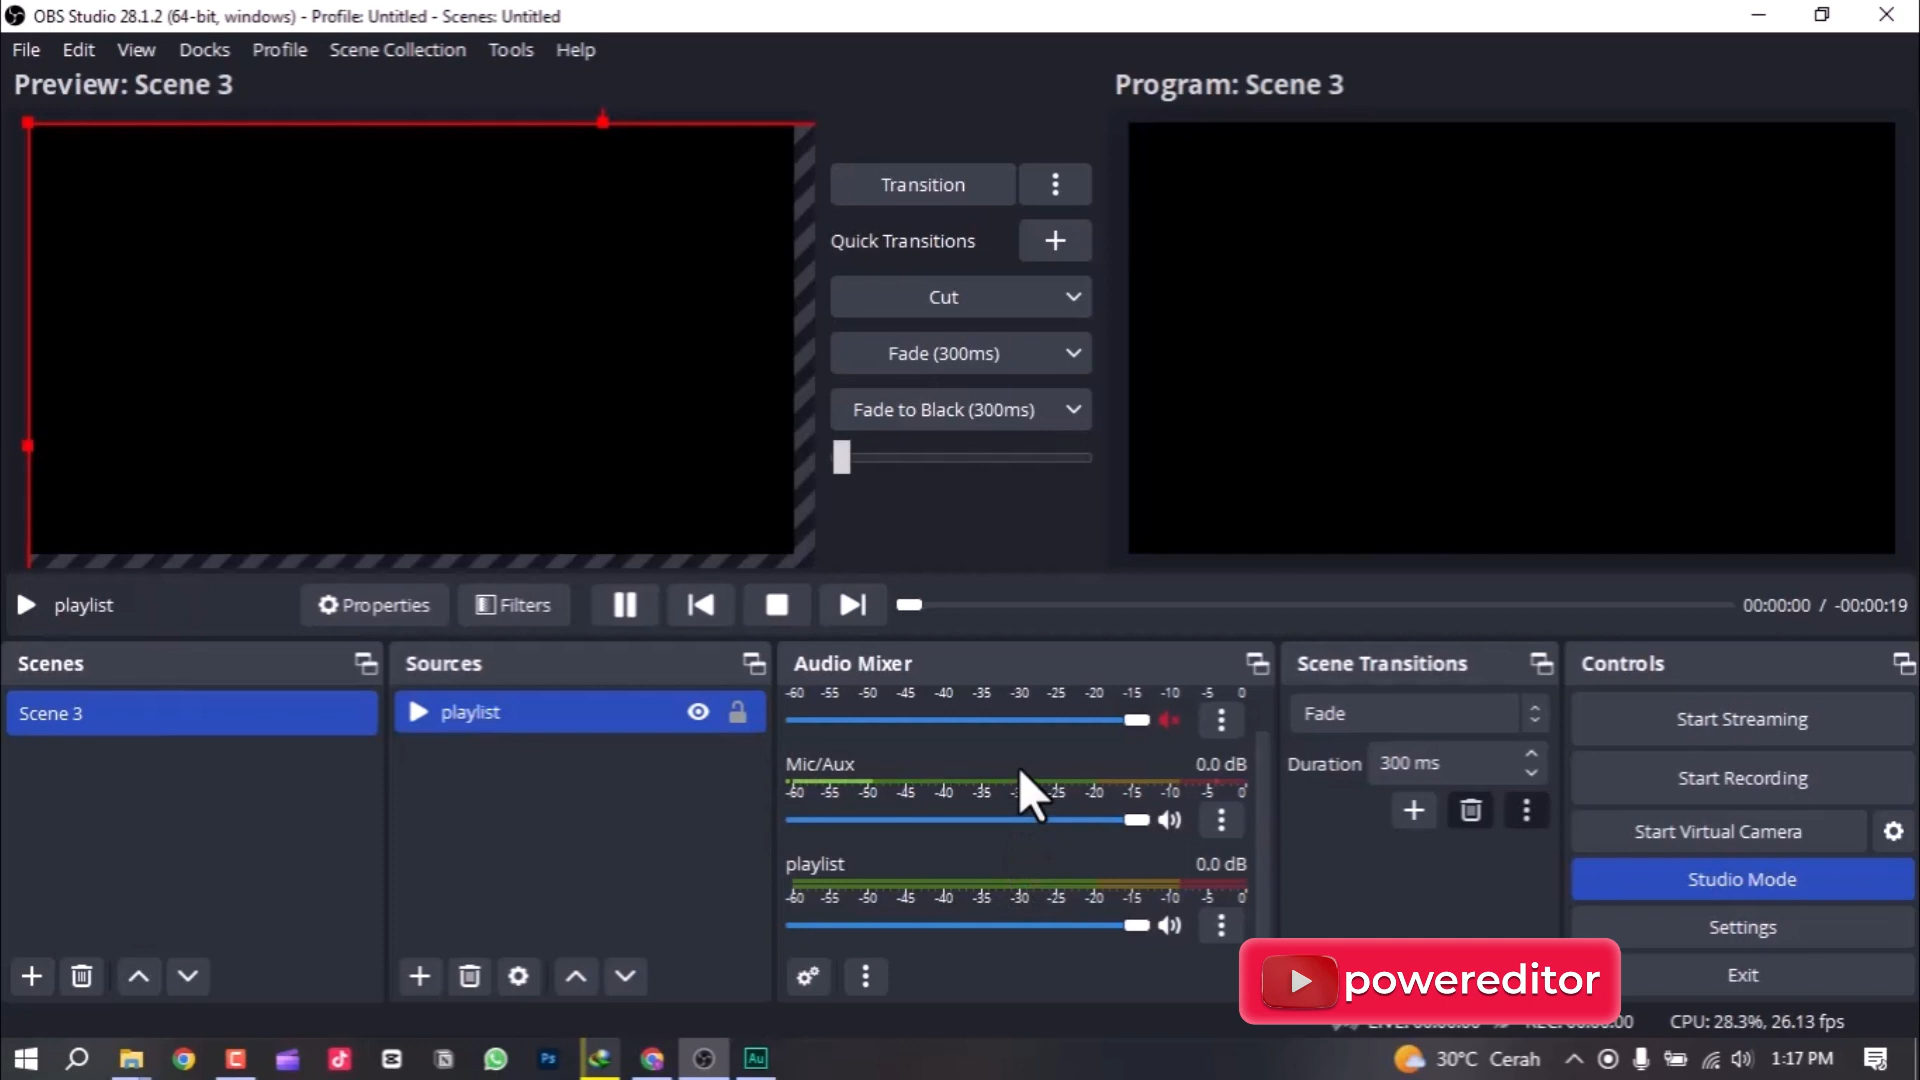 OBS Studio 28.1.2 (64-bit, windows) - Profile: Untitled - Scenes: Untitled
File Edit View Docks Profile Scene Collection Tools Help
Preview: Scene 3
Program: Scene 3
Transition
Quick Transitions
Cut
Fade (300ms)
Fade to Black (300ms)
playlist Properties Filters 00:00:00 / -00:00:19
Scenes
Scene 3
Sources
playlist
Audio Mixer
-60 -55 -50 -45 -40 -35 -30 -25 -20 -15 -10 -5 0
Mic/Aux 0.0 dB
-60 -55 -50 -45 -40 -35 -25 -20 -15 -10 -5 0
playlist 0.0 dB
-60 -55 -50 -45 -40 -35 -30 -25 -20 -15 -10 -5 0
Scene Transitions
Fade
Duration 300 ms
Controls
Start Streaming
Start Recording
Start Virtual Camera
Studio Mode
Settings
Exit
powereditor
CPU: 28.3%, 26.13 fps
Ps
Au
30°C Cerah
1:17 PM